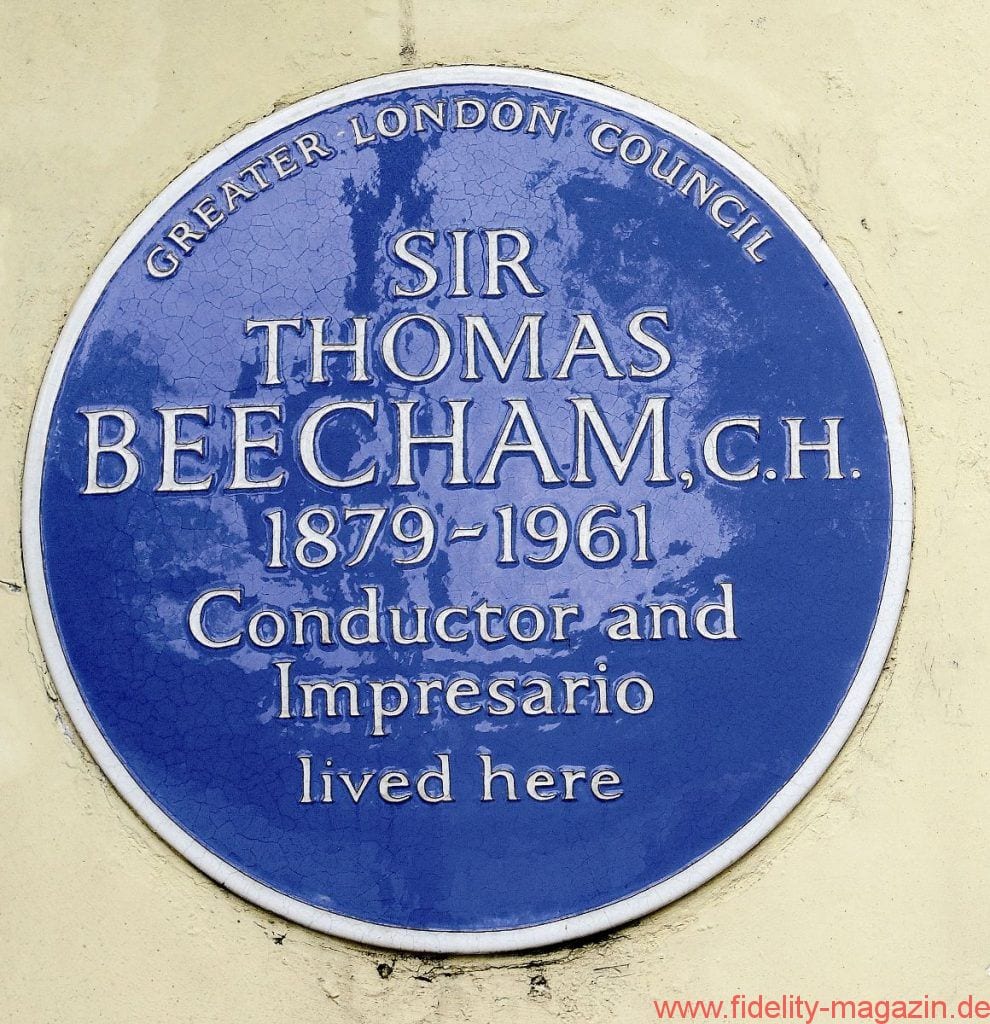 GREATER LONDON COUNCIL
SIR
THOMAS
BEECHAM, C.H.
1879-1961
Conductor and
Impresario
lived here
www.fidelity-magazin.de